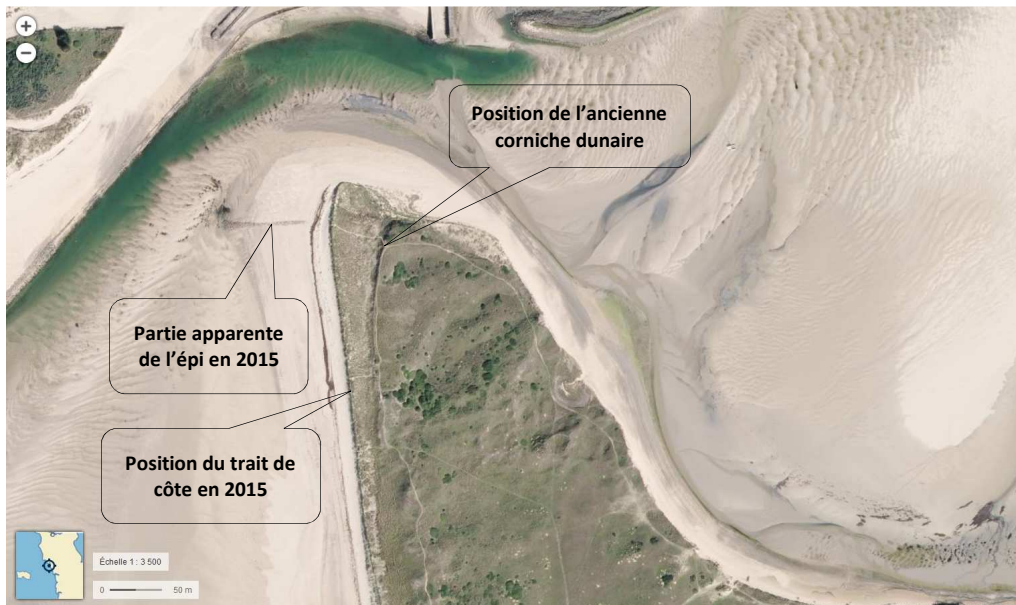 +
−
Position de l’ancienne
corniche dunaire
Partie apparente
de l’épi en 2015
Position du trait de
côte en 2015
Échelle 1 : 3 500
0 50 m